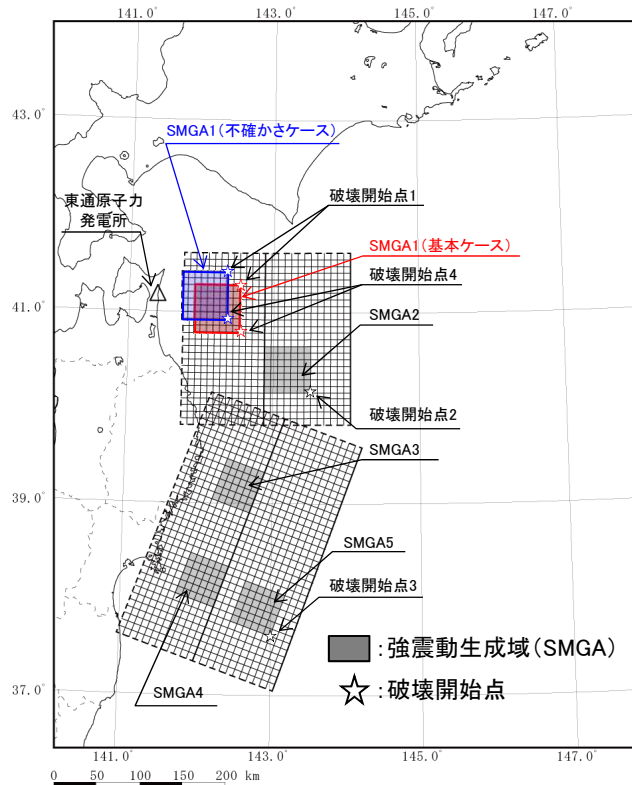 141.0°
143.0°
145.0°
147.0°
43.0°
SMGA1(不確かさケース)
東通原子力
発電所
破壊開始点1
SMGA1(基本ケース)
破壊開始点4
41.0°
SMGA2
破壊開始点2
SMGA3
39.0°
SMGA5
破壊開始点3
:強震動生成域(SMGA)
37.0°
SMGA4
:破壊開始点
141.0°
143.0°
145.0°
147.0°
0 50 100 150 200 km